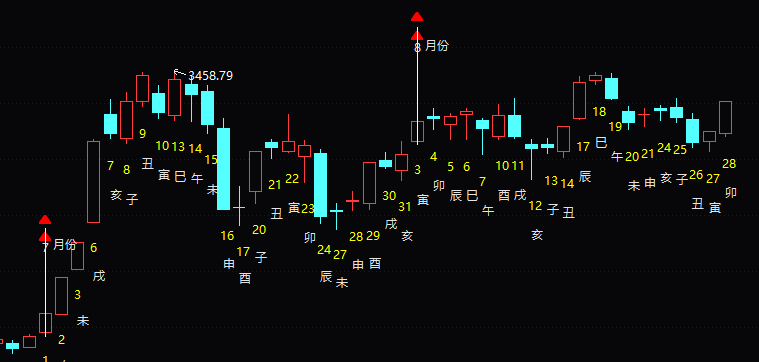 8 月份
3458.79
7 月份
1
2
3
未
6
戌
7
亥
8
子
9
丑
10
寅
13
巳
14
午
15
未
16
申
17
酉
20
子
21
丑
22
寅
23
卯
24
辰
27
未
28
申
29
酉
30
戌
31
亥
3
寅
4
卯
5
辰
6
巳
7
午
10
酉
11
戌
12
亥
13
子
14
丑
17
辰
18
巳
19
午
20
未
21
申
24
亥
25
子
26
丑
27
寅
28
卯